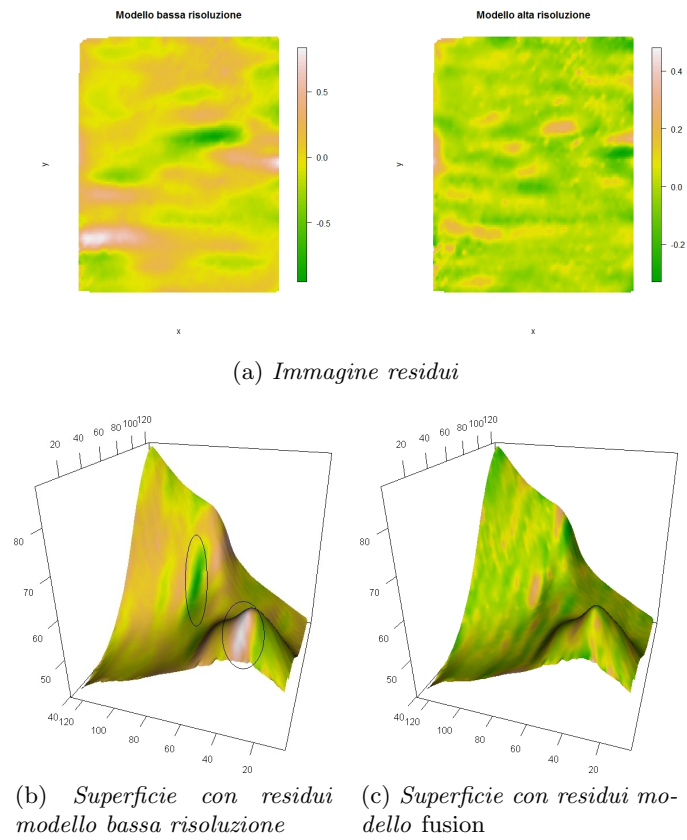 Modello bassa risoluzione
Modello alta risoluzione
0.5
0.0
-0.5
y
x
0.4
0.2
0.0
-0.2
y
x
(a) Immagine residui
20 40 60 80 100 120
80
70
60
50
40 120 100 80 60 40 20
20 40 60 80 100 120
80
70
60
50
40 120 100 80 60 40 20
(b) Superficie con residui
modello bassa risoluzione
(c) Superficie con residui mo-
dello fusion